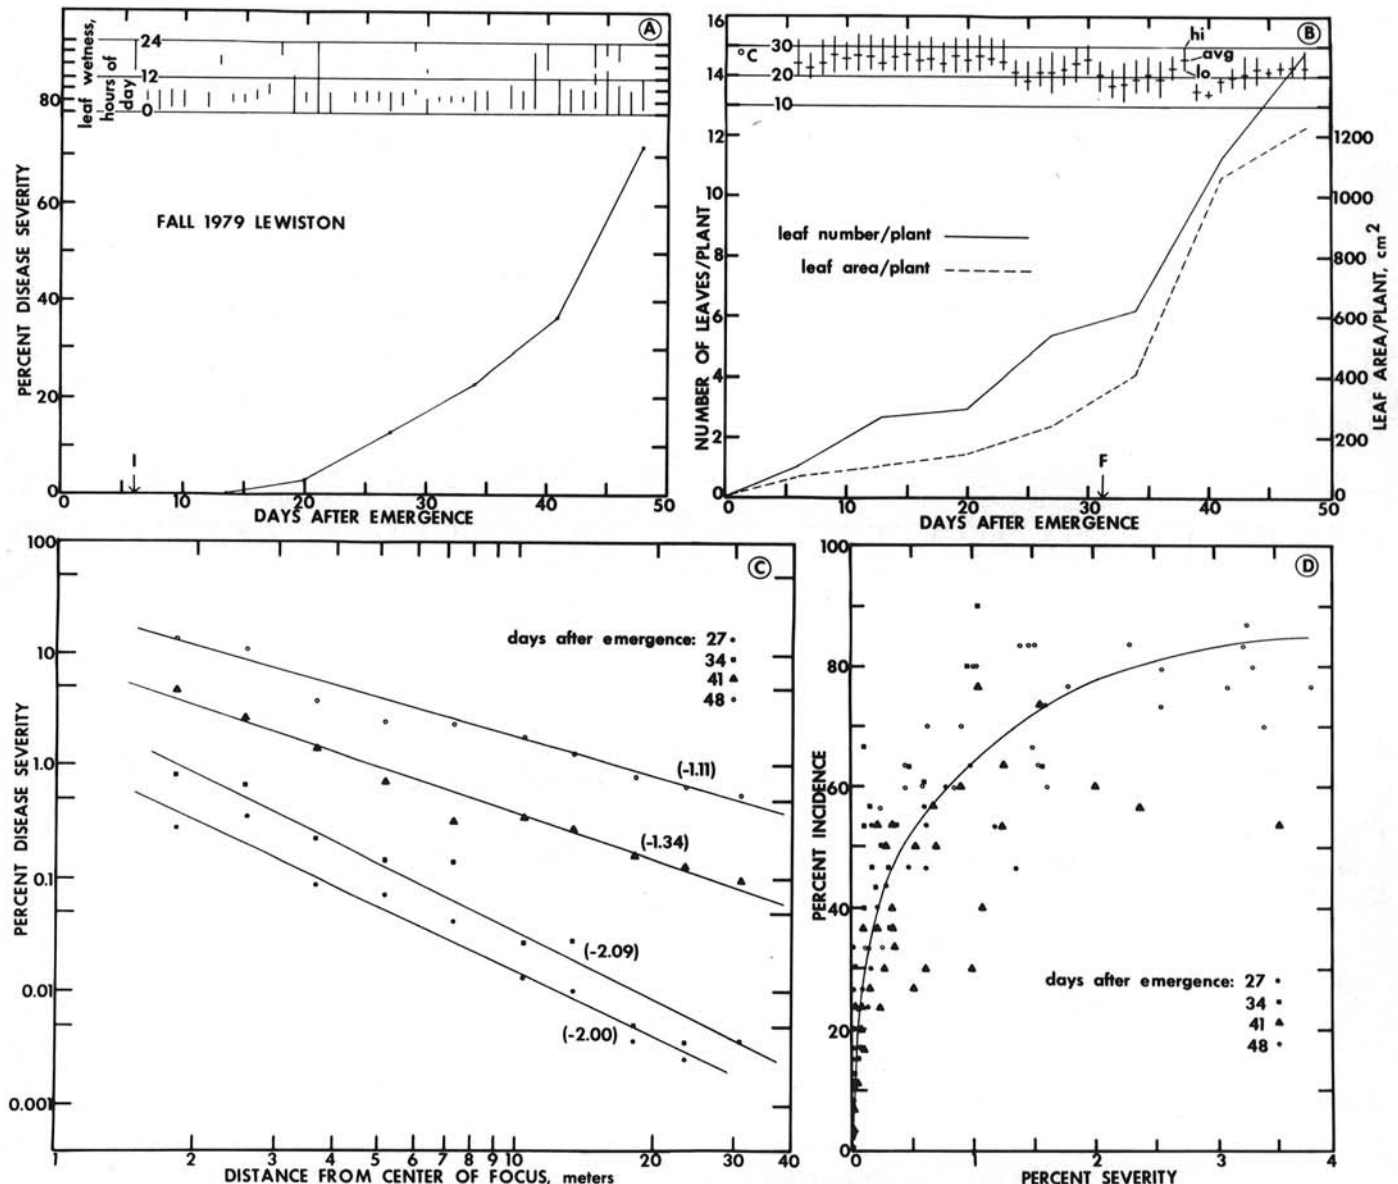 A
leaf wetness,
hours of
day
24
12
0
80
60
40
20
0
PERCENT DISEASE SEVERITY
FALL 1979 LEWISTON
I
0 10 20 30 40 50
DAYS AFTER EMERGENCE
B
16
14
12
10
8
6
4
2
0
NUMBER OF LEAVES/PLANT
°C
30
20
10
hi
avg
lo
leaf number/plant
leaf area/plant
F
1200
1000
800
600
400
200
0
LEAF AREA/PLANT, cm2
10 20 30 40 50
DAYS AFTER EMERGENCE
C
100
10
1.0
0.1
0.01
0.001
PERCENT DISEASE SEVERITY
days after emergence: 27
34
41
48
(-1.11)
(-1.34)
(-2.09)
(-2.00)
1 2 3 4 5 6 7 8 9 10 20 30 40
DISTANCE FROM CENTER OF FOCUS, meters
D
100
80
60
40
20
0
PERCENT INCIDENCE
days after emergence: 27
34
41
48
0 1 2 3 4
PERCENT SEVERITY